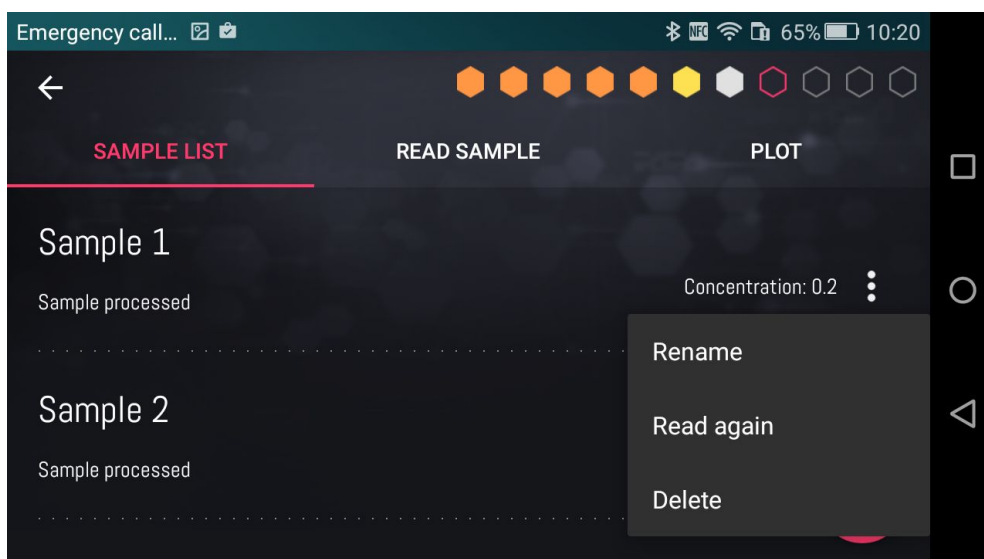 Emergency call... NFC 65% 10:20
SAMPLE LIST READ SAMPLE PLOT
Sample 1
Concentration: 0.2
Sample processed
Rename
Sample 2
Read again
Sample processed
Delete